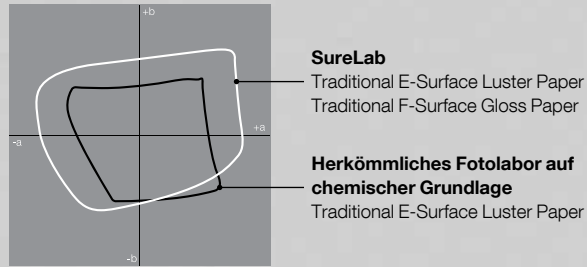 +b
-a
+a
-b
SureLab
Traditional E-Surface Luster Paper
Traditional F-Surface Gloss Paper
Herkömmliches Fotolabor auf
chemischer Grundlage
Traditional E-Surface Luster Paper